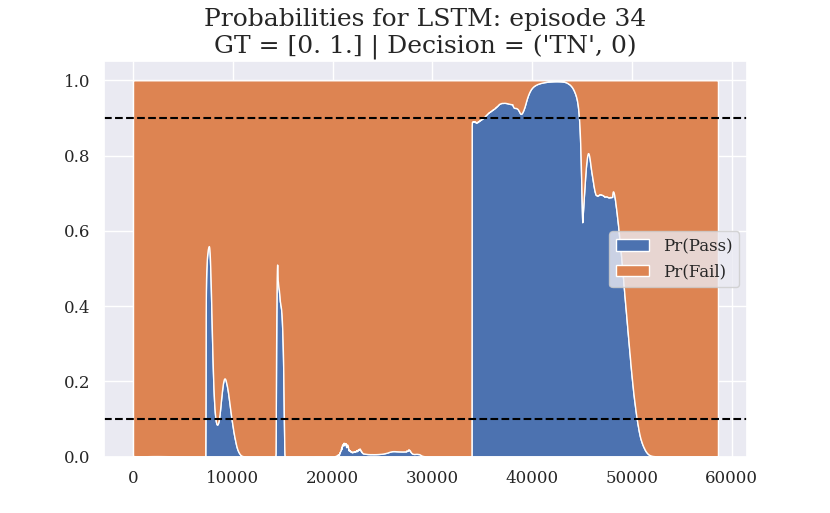 Probabilities for LSTM: episode 34
GT = [0. 1.] | Decision = ('TN', 0)
1.0
0.8
0.6
0.4
0.2
0.0
Pr(Pass)
Pr(Fail)
0 10000 20000 30000 40000 50000 60000